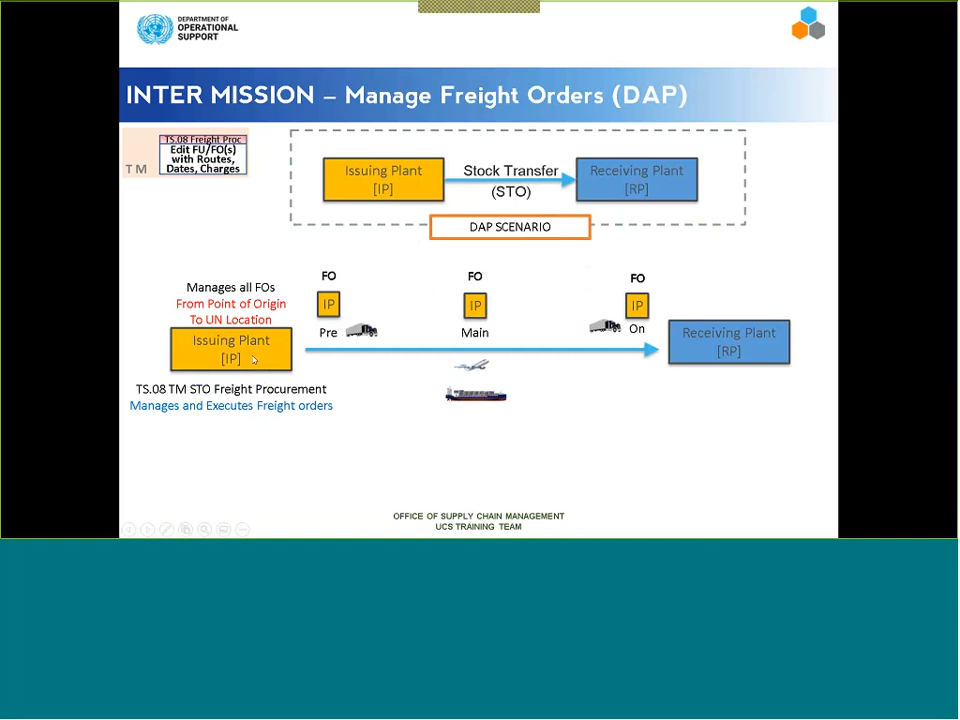 DEPARTMENT OF
OPERATIONAL
SUPPORT
INTER MISSION – Manage Freight Orders (DAP)
TS.08 Freight Proc
Edit FU/FO(s)
with Routes,
Dates, Charges
TM
Issuing Plant
[IP]
Stock Transfer
(STO)
Receiving Plant
[RP]
DAP SCENARIO
Manages all FOs
From Point of Origin
To UN Location
Issuing Plant
[IP]
FO
IP
Pre
FO
IP
Main
FO
IP
On
Receiving Plant
[RP]
TS.08 TM STO Freight Procurement
Manages and Executes Freight orders
OFFICE OF SUPPLY CHAIN MANAGEMENT
UCS TRAINING TEAM